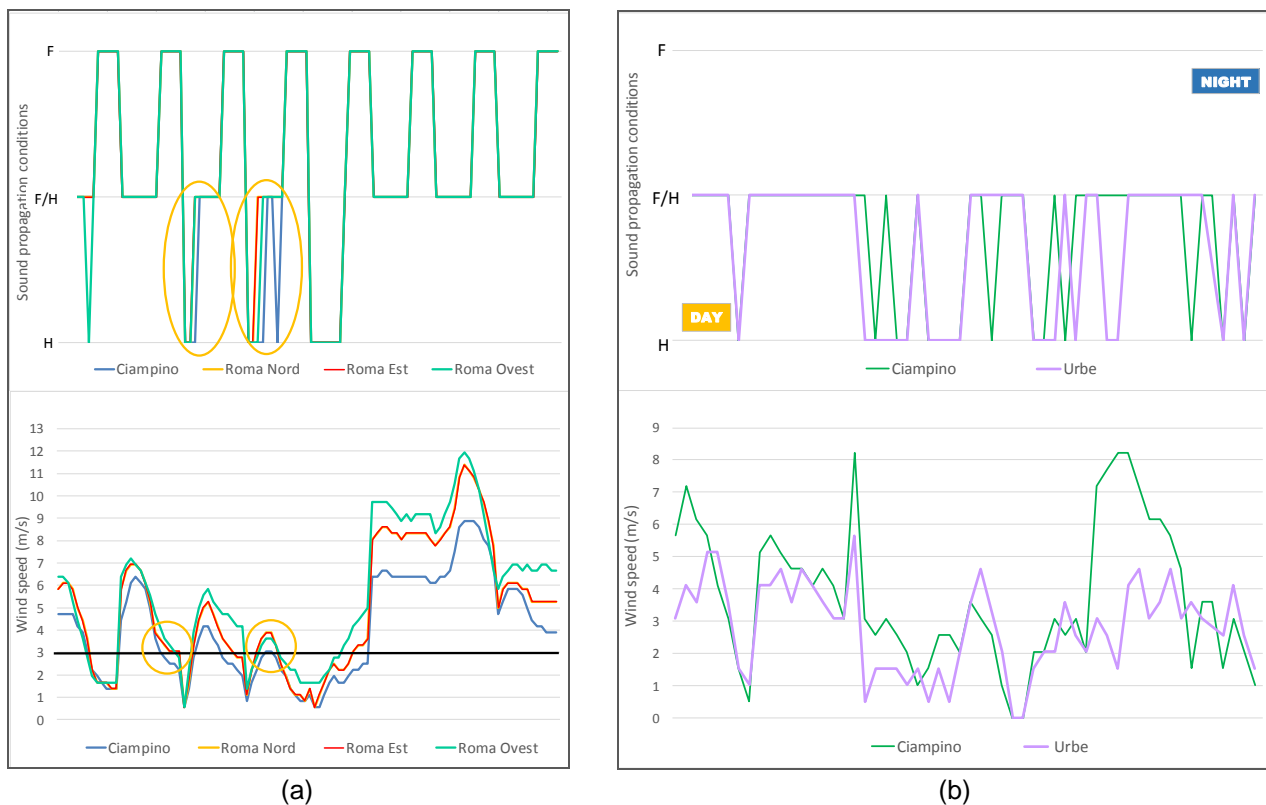 F
Sound propagation conditions
F/H
H
Ciampino Roma Nord Roma Est Roma Ovest
13
12
11
10
9
8
7
6
5
4
3
2
1
0
Wind speed (m/s)
Ciampino Roma Nord Roma Est Roma Ovest
(a)
F
NIGHT
Sound propagation conditions
F/H
DAY
H
Ciampino Urbe
9
8
7
6
5
4
3
2
1
0
Wind speed (m/s)
Ciampino Urbe
(b)